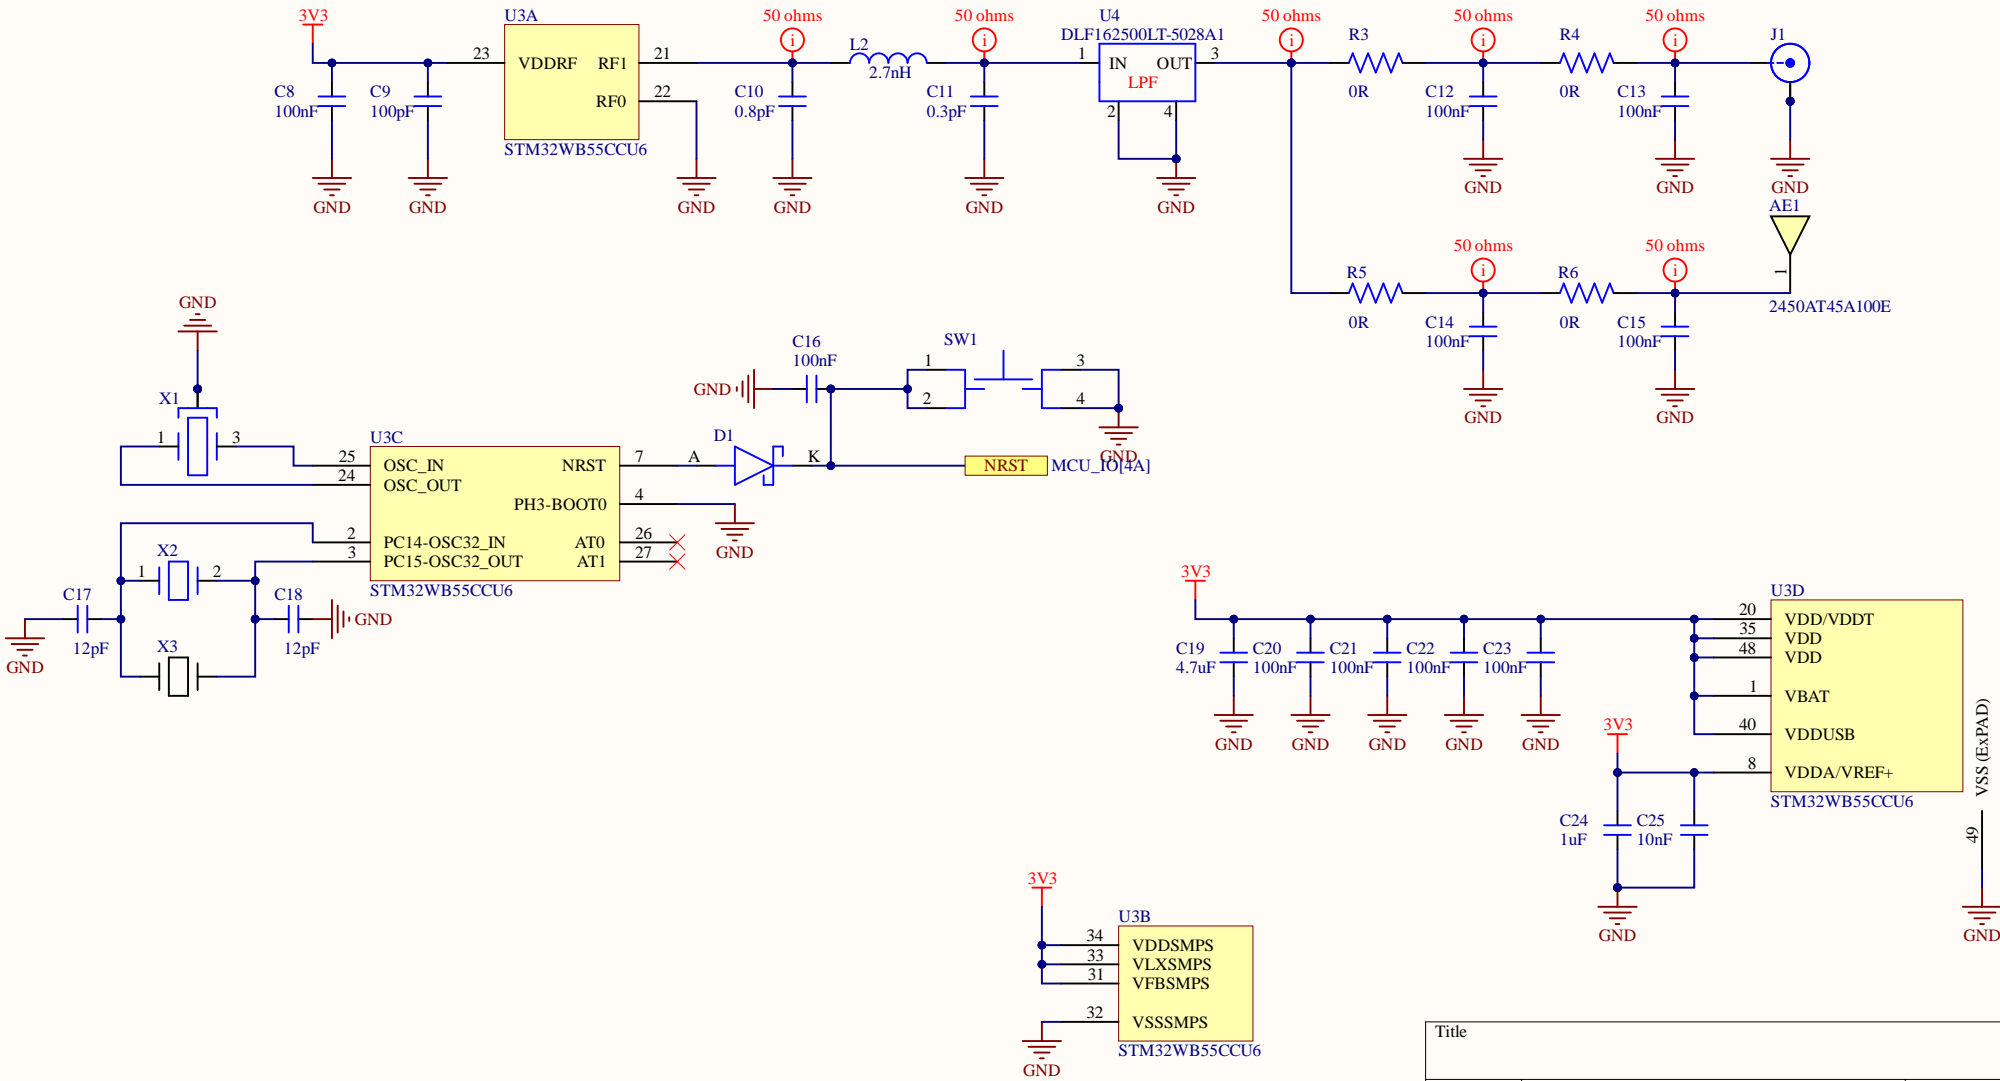 3V3
U3A
23
VDDRF
RF1
21
RF0
22
STM32WB55CCU6
C8
100nF
C9
100pF
GND
GND
GND
50 ohms
i
C10
0.8pF
GND
L2
2.7nH
50 ohms
i
C11
0.3pF
GND
U4
DLF162500LT-5028A1
1
IN
OUT
3
LPF
2
4
GND
50 ohms
i
R3
0R
50 ohms
i
C12
100nF
GND
R4
0R
50 ohms
i
C13
100nF
GND
J1
GND
AE1
1
2450AT45A100E
R5
0R
50 ohms
i
C14
100nF
GND
R6
0R
50 ohms
i
C15
100nF
GND
GND
X1
1
3
U3C
25
OSC_IN
24
OSC_OUT
2
PC14-OSC32_IN
3
PC15-OSC32_OUT
NRST
7
PH3-BOOT0
4
AT0
26
AT1
27
STM32WB55CCU6
GND
D1
A
K
C16
100nF
GND
SW1
1
2
3
4
GND
NRST
MCU_IO[4A]
X2
1
2
C17
12pF
GND
C18
12pF
GND
X3
3V3
C19
4.7uF
C20
100nF
C21
100nF
C22
100nF
C23
100nF
GND
GND
GND
GND
GND
U3D
20
VDD/VDDT
35
VDD
48
VDD
1
VBAT
40
VDDUSB
8
VDDA/VREF+
STM32WB55CCU6
VSS (ExPAD)
49
GND
3V3
C24
1uF
C25
10nF
GND
3V3
U3B
34
VDDSMPS
33
VLXSMPS
31
VFBSMPS
32
VSSSMPS
STM32WB55CCU6
GND
Title